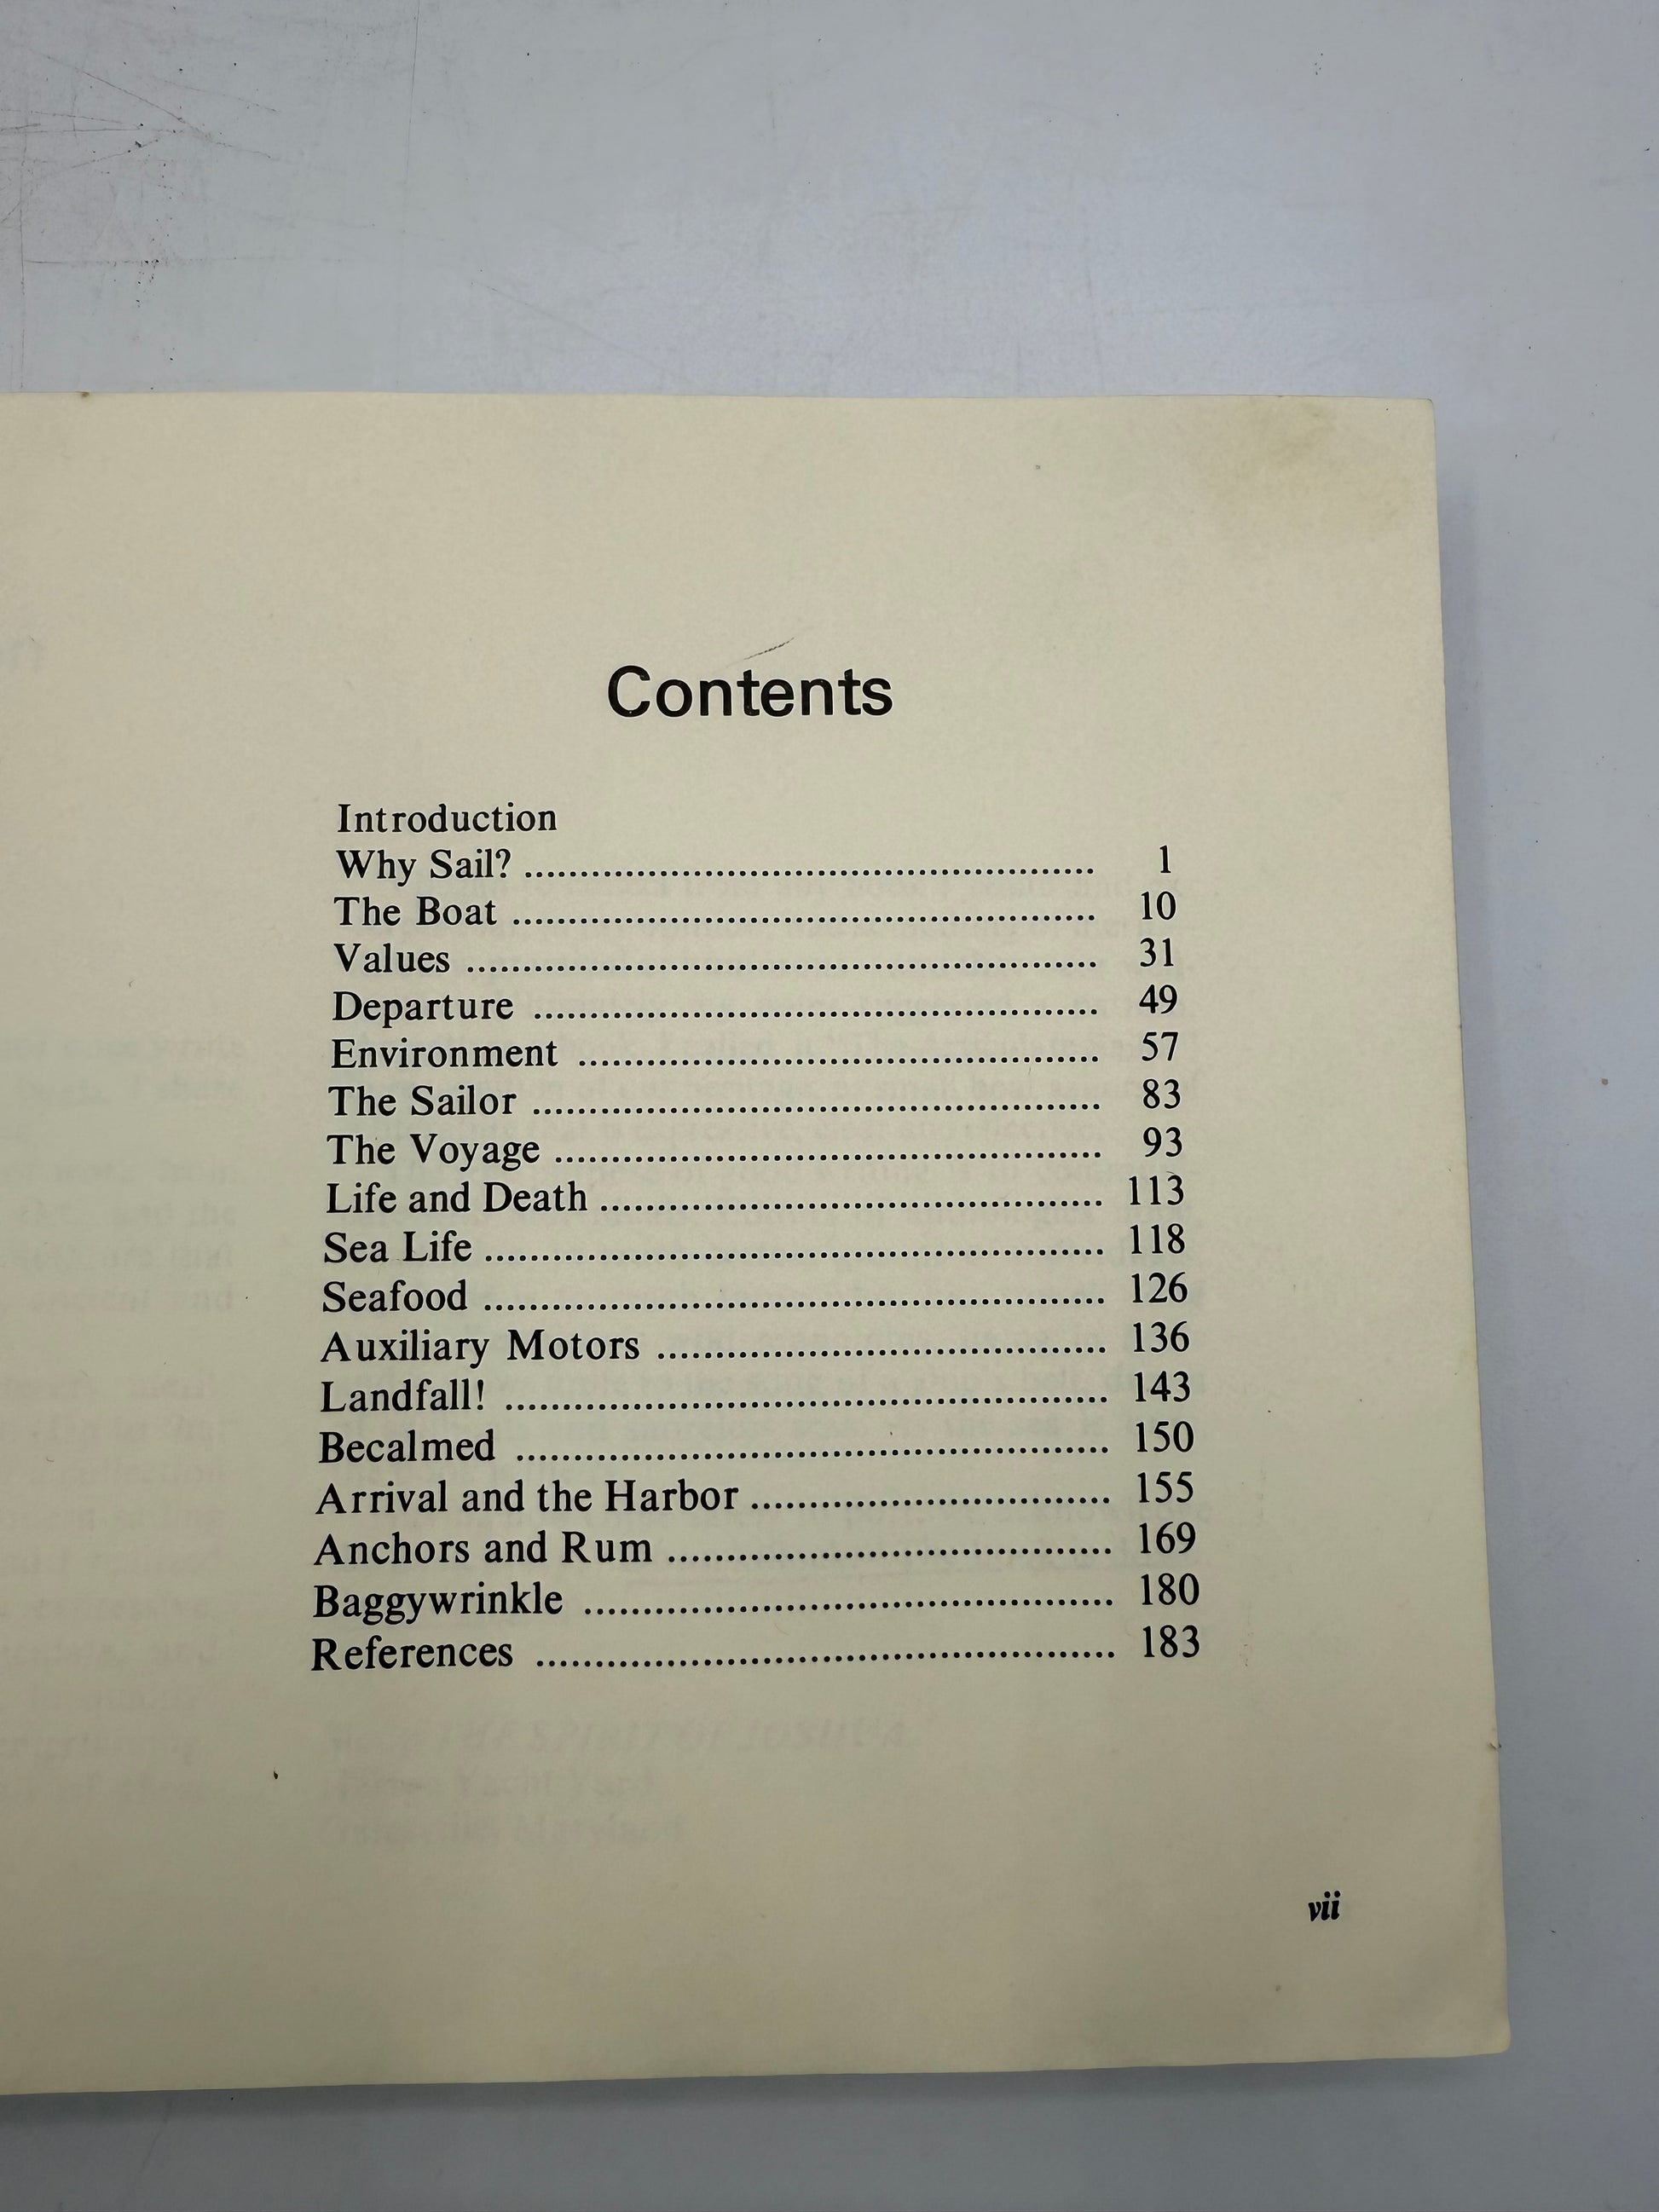 Contents
Introduction
Why Sail? ........................................................ 1
The Boat ........................................................ 10
Values ........................................................ 31
Departure ........................................................ 49
Environment ........................................................ 57
The Sailor ........................................................ 83
The Voyage ........................................................ 93
Life and Death ........................................................ 113
Sea Life ........................................................ 118
Seafood ........................................................ 126
Auxiliary Motors ........................................................ 136
Landfall! ........................................................ 143
Becalmed ........................................................ 150
Arrival and the Harbor ........................................................ 155
Anchors and Rum ........................................................ 169
Baggywrinkle ........................................................ 180
References ........................................................ 183
vii